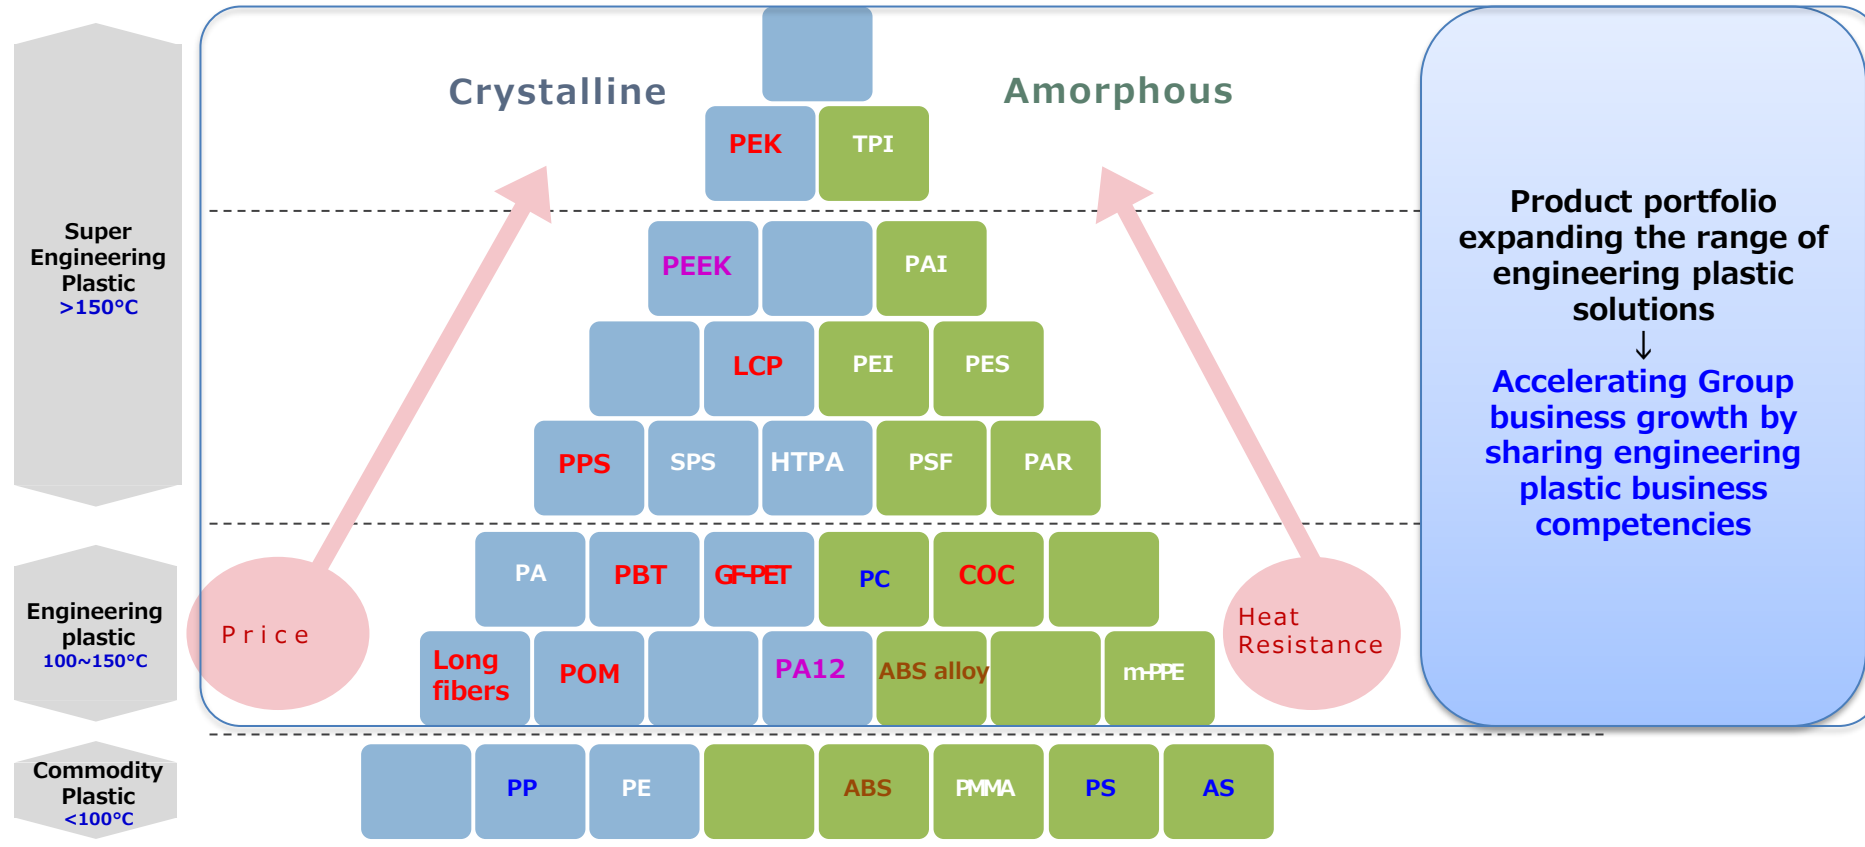 Crystalline
Amorphous
PEK
TPI
Super
Engineering
Plastic
>150°C
PEEK
PAI
LCP
PEI
PES
PPS
SPS
HTPA
PSF
PAR
Engineering
plastic
100~150°C
Price
PA
PBT
GF-PET
PC
COC
Heat
Resistance
Long
fibers
POM
PA12
ABS alloy
m-PPE
Commodity
Plastic
<100°C
PP
PE
ABS
PMMA
PS
AS
Product portfolio
expanding the range of
engineering plastic
solutions
↓
Accelerating Group
business growth by
sharing engineering
plastic business
competencies